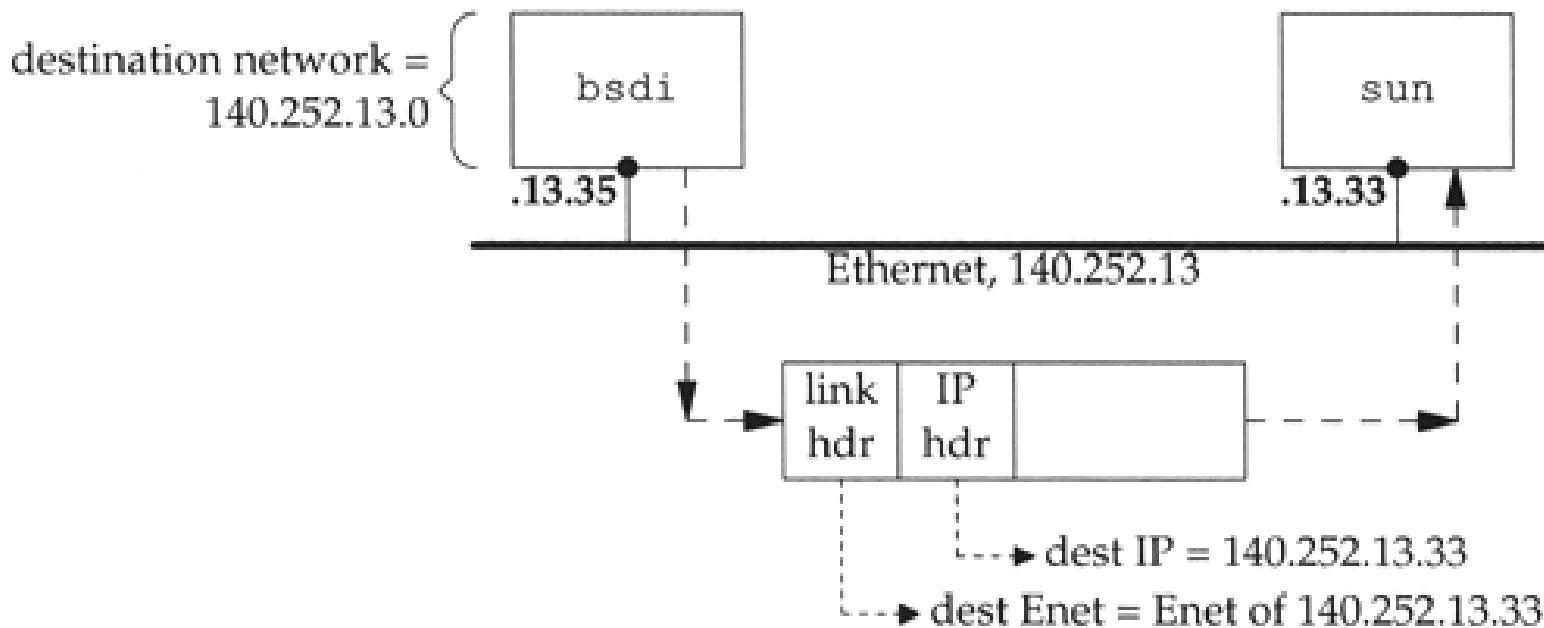 destination network =
140.252.13.0
bsdi
sun
.13.35
.13.33
Ethernet, 140.252.13
link
hdr
IP
hdr
dest IP = 140.252.13.33
dest Enet = Enet of 140.252.13.33